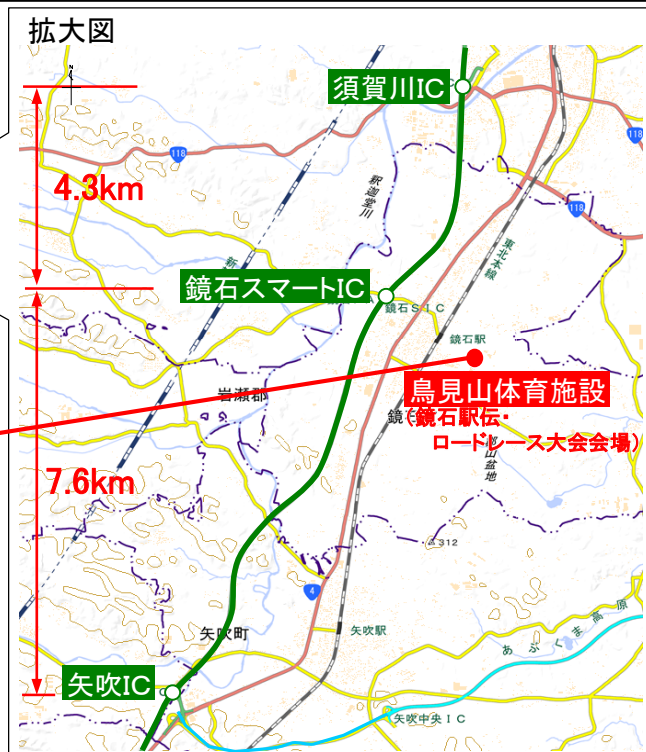 拡大図
N
須賀川IC
118
118
4.3km
釈迦堂川
東北本線
新
鏡石スマートIC
鏡石SIC
鏡石駅
岩瀬郡
鳥見山体育施設
(鏡石駅伝・
ロードレース大会会場)
鏡
郡山盆地
7.6km
312
4
矢吹駅
矢吹町
あぶくま高原
矢吹IC
矢吹中央IC